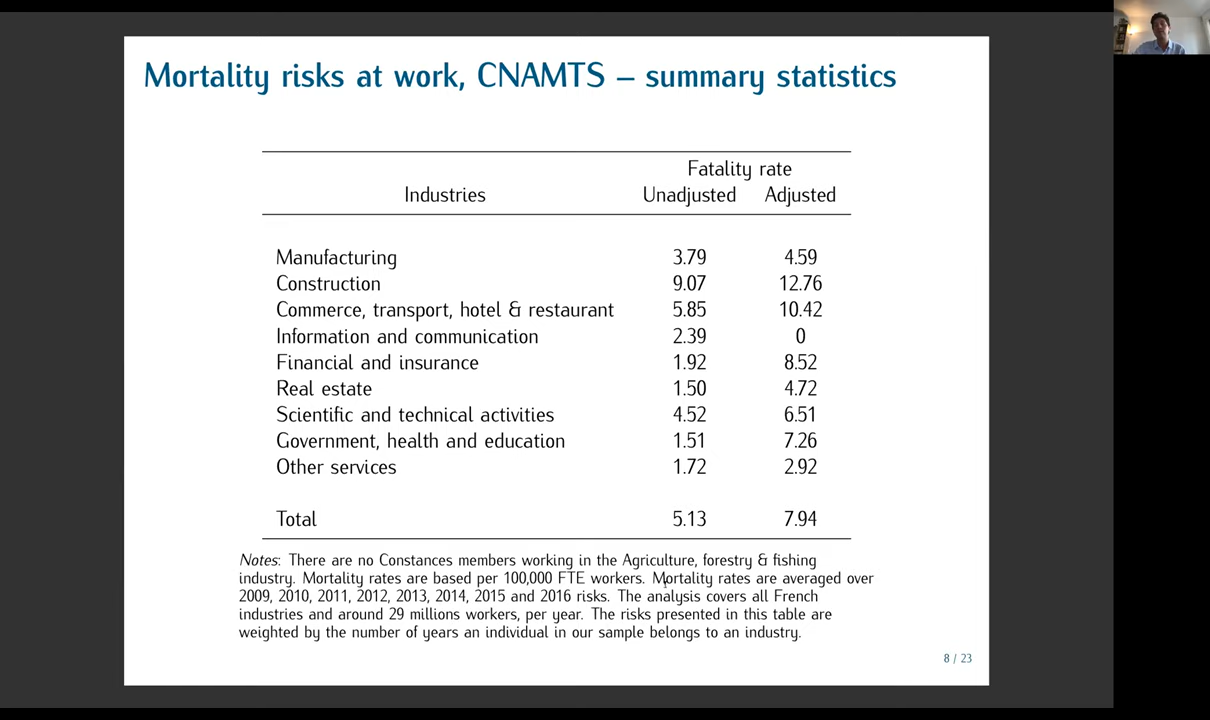 Mortality risks at work, CNAMTS – summary statistics
Fatality rate
Industries Unadjusted Adjusted
Manufacturing 3.79 4.59
Construction 9.07 12.76
Commerce, transport, hotel & restaurant 5.85 10.42
Information and communication 2.39 0
Financial and insurance 1.92 8.52
Real estate 1.50 4.72
Scientific and technical activities 4.52 6.51
Government, health and education 1.51 7.26
Other services 1.72 2.92
Total 5.13 7.94
Notes: There are no Constances members working in the Agriculture, forestry & fishing
industry. Mortality rates are based per 100,000 FTE workers. Mortality rates are averaged over
2009, 2010, 2011, 2012, 2013, 2014, 2015 and 2016 risks. The analysis covers all French
industries and around 29 millions workers, per year. The risks presented in this table are
weighted by the number of years an individual in our sample belongs to an industry.
8 / 23